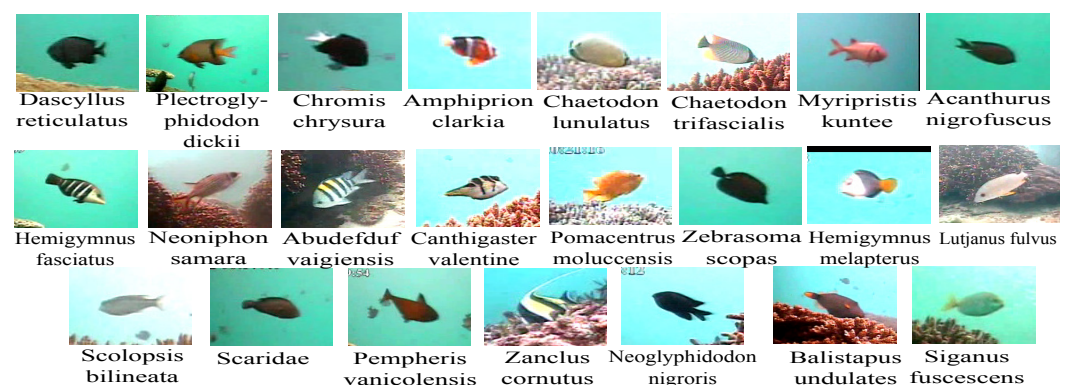 Dascyllus
reticulatus
Plectrogly-
phidodon
dickii
Chromis
chrysura
Amphiprion
clarkia
Chaetodon
lunulatus
Chaetodon
trifascialis
Myripristis
kuntee
Acanthurus
nigrofuscus
Hemigymnus
fasciatus
Neoniphon
samara
Abudefduf
vaigiensis
Canthigaster
valentine
Pomacentrus
moluccensis
Zebrasoma
scopas
Hemigymnus
melapterus
Lutjanus fulvus
Scolopsis
bilineata
Scaridae
Pempheris
vanicolensis
Zanclus
cornutus
Neoglyphidodon
nigroris
Balistapus
undulates
Siganus
fuscescens